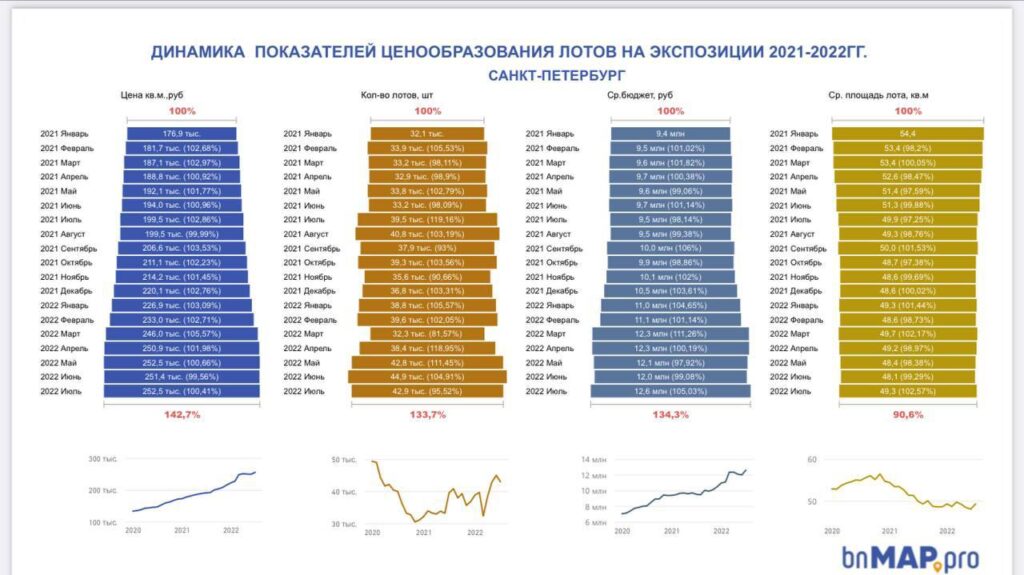 ДИНАМИКА ПОКАЗАТЕЛЕЙ ЦЕНООБРАЗОВАНИЯ ЛОТОВ НА ЭКСПОЗИЦИИ 2021-2022ГГ.
САНКТ-ПЕТЕРБУРГ
Цена кв.м.,руб
100%
2021 Январь 176,9 тыс.
2021 Февраль 181,7 тыс. (102,68%)
2021 Март 187,1 тыс. (102,97%)
2021 Апрель 188,8 тыс. (100,92%)
2021 Май 192,1 тыс. (101,77%)
2021 Июнь 194,0 тыс. (100,96%)
2021 Июль 199,5 тыс. (102,86%)
2021 Август 199,5 тыс. (99,99%)
2021 Сентябрь 206,6 тыс. (103,53%)
2021 Октябрь 211,1 тыс. (102,23%)
2021 Ноябрь 214,2 тыс. (101,45%)
2021 Декабрь 220,1 тыс. (102,76%)
2022 Январь 226,9 тыс. (103,09%)
2022 Февраль 233,0 тыс. (102,71%)
2022 Март 246,0 тыс. (105,57%)
2022 Апрель 250,9 тыс. (101,98%)
2022 Май 252,5 тыс. (100,66%)
2022 Июнь 251,4 тыс. (99,56%)
2022 Июль 252,5 тыс. (100,41%)
142,7%
Кол-во лотов, шт
100%
2021 Январь 32,1 тыс.
2021 Февраль 33,9 тыс. (105,53%)
2021 Март 33,2 тыс. (98,11%)
2021 Апрель 32,9 тыс. (98,9%)
2021 Май 33,8 тыс. (102,79%)
2021 Июнь 33,2 тыс. (98,09%)
2021 Июль 39,5 тыс. (119,16%)
2021 Август 40,8 тыс. (103,19%)
2021 Сентябрь 37,9 тыс. (93%)
2021 Октябрь 39,3 тыс. (103,56%)
2021 Ноябрь 35,6 тыс. (90,66%)
2021 Декабрь 36,8 тыс. (103,31%)
2022 Январь 38,8 тыс. (105,57%)
2022 Февраль 39,6 тыс. (102,05%)
2022 Март 32,3 тыс. (81,57%)
2022 Апрель 38,4 тыс. (118,95%)
2022 Май 42,8 тыс. (111,45%)
2022 Июнь 44,9 тыс. (104,91%)
2022 Июль 42,9 тыс. (95,52%)
133,7%
Ср.бюджет, руб
100%
2021 Январь 9,4 млн
2021 Февраль 9,5 млн (101,02%)
2021 Март 9,6 млн (101,82%)
2021 Апрель 9,7 млн (100,38%)
2021 Май 9,6 млн (99,06%)
2021 Июнь 9,7 млн (101,14%)
2021 Июль 9,5 млн (98,14%)
2021 Август 9,5 млн (99,38%)
2021 Сентябрь 10,0 млн (106%)
2021 Октябрь 9,9 млн (98,86%)
2021 Ноябрь 10,1 млн (102%)
2021 Декабрь 10,5 млн (103,61%)
2022 Январь 11,0 млн (104,65%)
2022 Февраль 11,1 млн (101,14%)
2022 Март 12,3 млн (111,26%)
2022 Апрель 12,3 млн (100,19%)
2022 Май 12,1 млн (97,92%)
2022 Июнь 12,0 млн (99,08%)
2022 Июль 12,6 млн (105,03%)
134,3%
Ср. площадь лота, кв.м
100%
2021 Январь 54,4
2021 Февраль 53,4 (98,2%)
2021 Март 53,4 (100,05%)
2021 Апрель 52,6 (98,47%)
2021 Май 51,4 (97,59%)
2021 Июнь 51,3 (99,88%)
2021 Июль 49,9 (97,25%)
2021 Август 49,3 (98,76%)
2021 Сентябрь 50,0 (101,53%)
2021 Октябрь 48,7 (97,38%)
2021 Ноябрь 48,6 (99,69%)
2021 Декабрь 48,6 (100,02%)
2022 Январь 49,3 (101,44%)
2022 Февраль 48,6 (98,73%)
2022 Март 49,7 (102,17%)
2022 Апрель 49,2 (98,97%)
2022 Май 48,4 (98,38%)
2022 Июнь 48,1 (99,29%)
2022 Июль 49,3 (102,57%)
90,6%
300 тыс.
200 тыс.
100 тыс.
2020 2021 2022
50 тыс.
40 тыс.
30 тыс.
2020 2021 2022
14 млн
12 млн
10 млн
8 млн
6 млн
2020 2021 2022
60
50
2020 2021 2022
bnMAP.pro